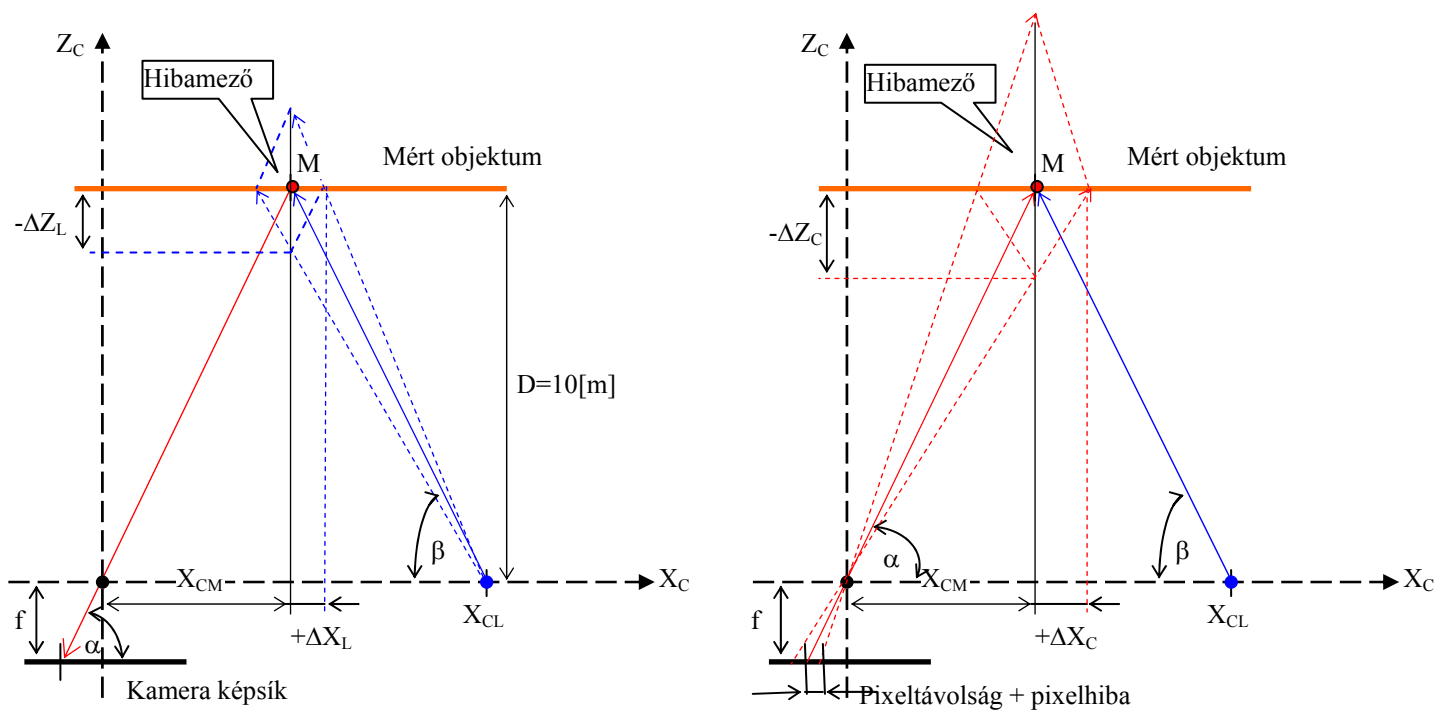 Z_C
Hibamező
M
Mért objektum
-ΔZ_L
D=10[m]
β
X_CM
X_C
X_CL
f
α
+ΔX_L
Kamera képsík
Z_C
Hibamező
M
Mért objektum
-ΔZ_C
α
β
X_CM
X_C
X_CL
f
+ΔX_C
Pixeltávolság + pixelhiba